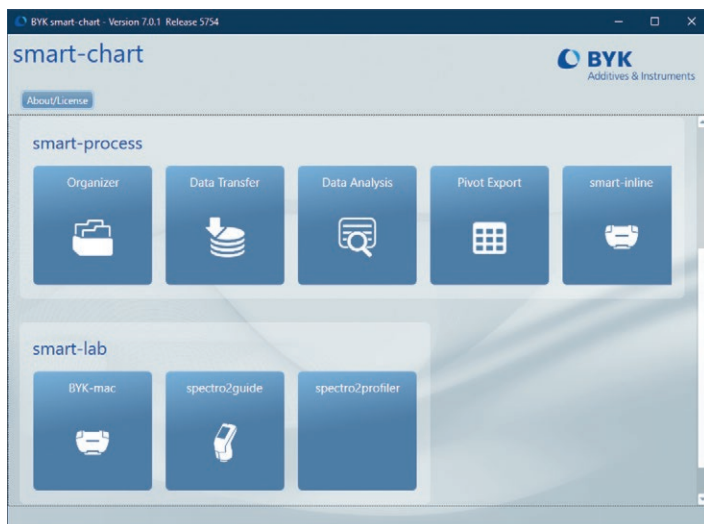 BYK smart-chart - Version 7.0.1 Release 5754
smart-chart
BYK
Additives & Instruments
About/License
smart-process
Organizer
Data Transfer
Data Analysis
Pivot Export
smart-inline
smart-lab
BYK-mac
spectro2guide
spectro2profiler